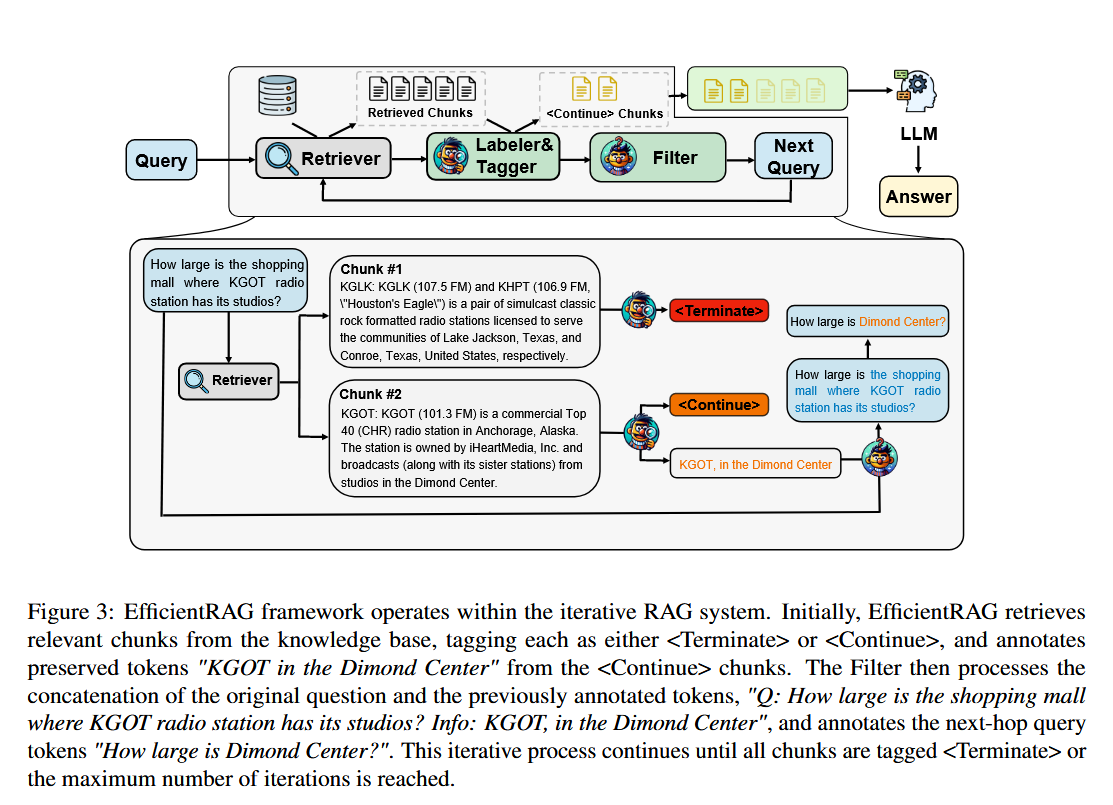 Retrieved Chunks
<Continue> Chunks
LLM
Query
Retriever
Labeler&
Tagger
Filter
Next
Query
Answer
How large is the shopping
mall where KGOT radio
station has its studios?
Retriever
Chunk #1
KGLK: KGLK (107.5 FM) and KHPT (106.9 FM,
\"Houston's Eagle\") is a pair of simulcast classic
rock formatted radio stations licensed to serve
the communities of Lake Jackson, Texas, and
Conroe, Texas, United States, respectively.
<Terminate>
Chunk #2
KGOT: KGOT (101.3 FM) is a commercial Top
40 (CHR) radio station in Anchorage, Alaska.
The station is owned by iHeartMedia, Inc. and
broadcasts (along with its sister stations) from
studios in the Dimond Center.
<Continue>
KGOT, in the Dimond Center
How large is Dimond Center?
How large is the shopping
mall where KGOT radio
station has its studios?
Figure 3: EfficientRAG framework operates within the iterative RAG system. Initially, EfficientRAG retrieves
relevant chunks from the knowledge base, tagging each as either <Terminate> or <Continue>, and annotates
preserved tokens "KGOT in the Dimond Center" from the <Continue> chunks. The Filter then processes the
concatenation of the original question and the previously annotated tokens, "Q: How large is the shopping mall
where KGOT radio station has its studios? Info: KGOT, in the Dimond Center", and annotates the next-hop query
tokens "How large is Dimond Center?". This iterative process continues until all chunks are tagged <Terminate> or
the maximum number of iterations is reached.